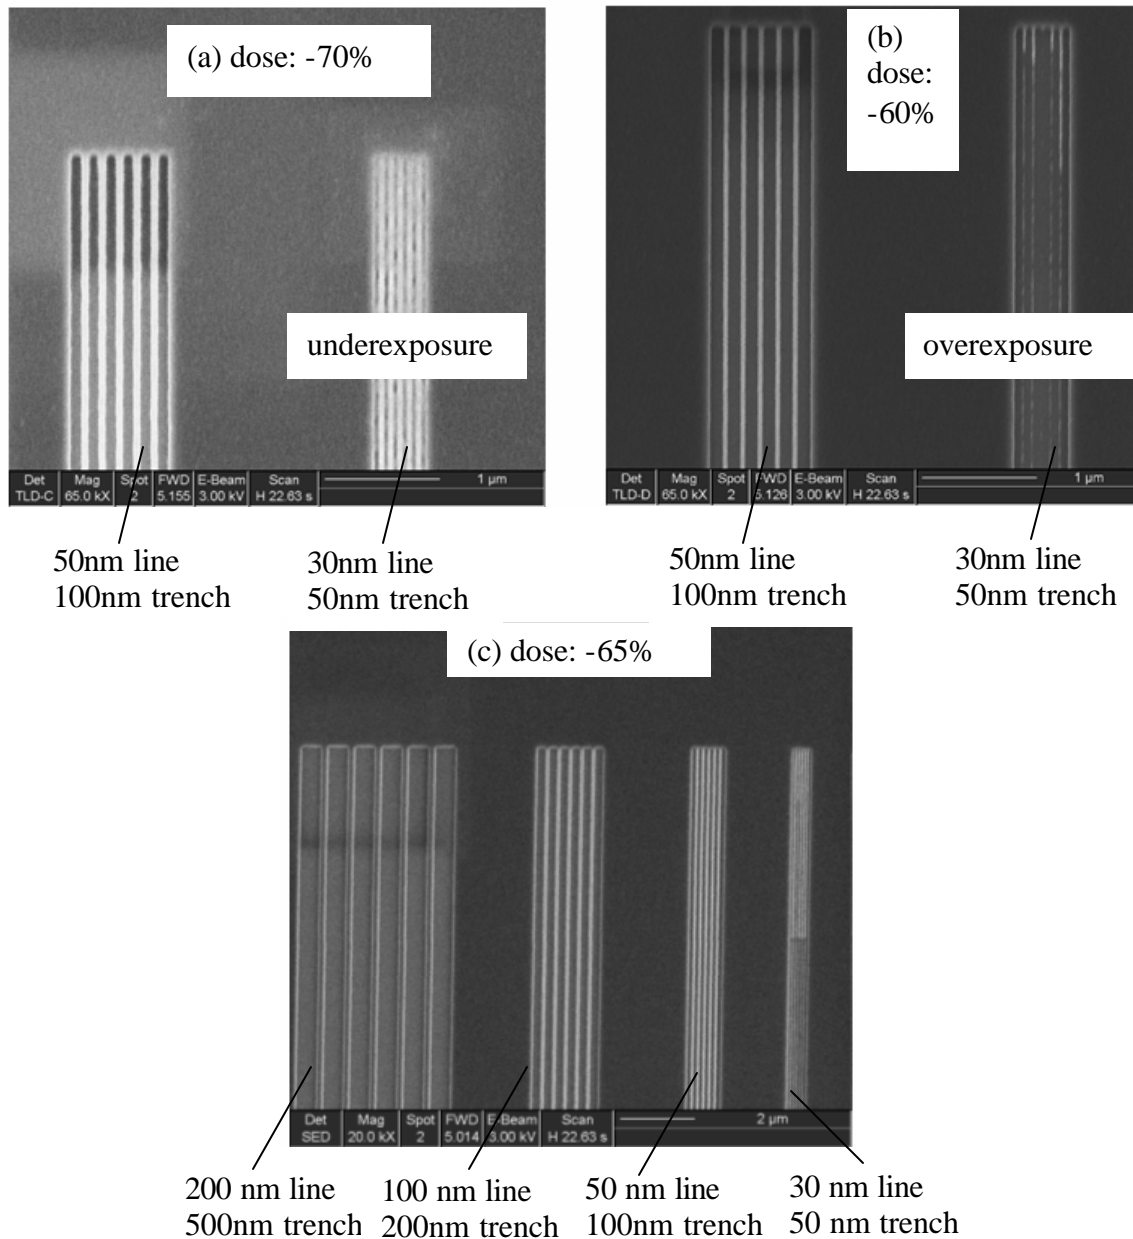 (a) dose: -70%
underexposure
Det Mag Spot FWD E-Beam Scan 1 µm
TLD-C 65.0 kX 2 5.155 3.00 kV H 22.63 s
50nm line
100nm trench
30nm line
50nm trench
(b)
dose:
-60%
overexposure
Det Mag Spot FWD E-Beam Scan 1 µm
TLD-D 65.0 kX 2 5.126 3.00 kV H 22.63 s
50nm line
100nm trench
30nm line
50nm trench
(c) dose: -65%
Det Mag Spot FWD E-Beam Scan 2 µm
SED 20.0 kX 2 5.014 3.00 kV H 22.63 s
200 nm line
500nm trench
100 nm line
200nm trench
50 nm line
100nm trench
30 nm line
50 nm trench